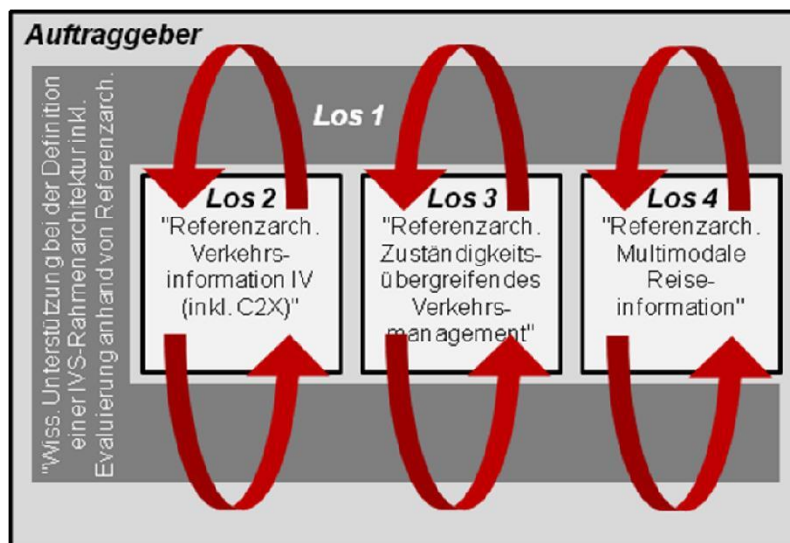 Auftraggeber
"Wiss. Unterstützung bei der Definition
einer IVS-Rahmenarchitektur inkl.
Evaluierung anhand von Referenzarch.
Los 1
Los 2
"Referenzarch.
Verkehrs-
information IV
(inkl. C2X)"
Los 3
"Referenzarch.
Zuständigkeits-
übergreifendes
Verkehrs-
management"
Los 4
"Referenzarch.
Multimodale
Reise-
information"